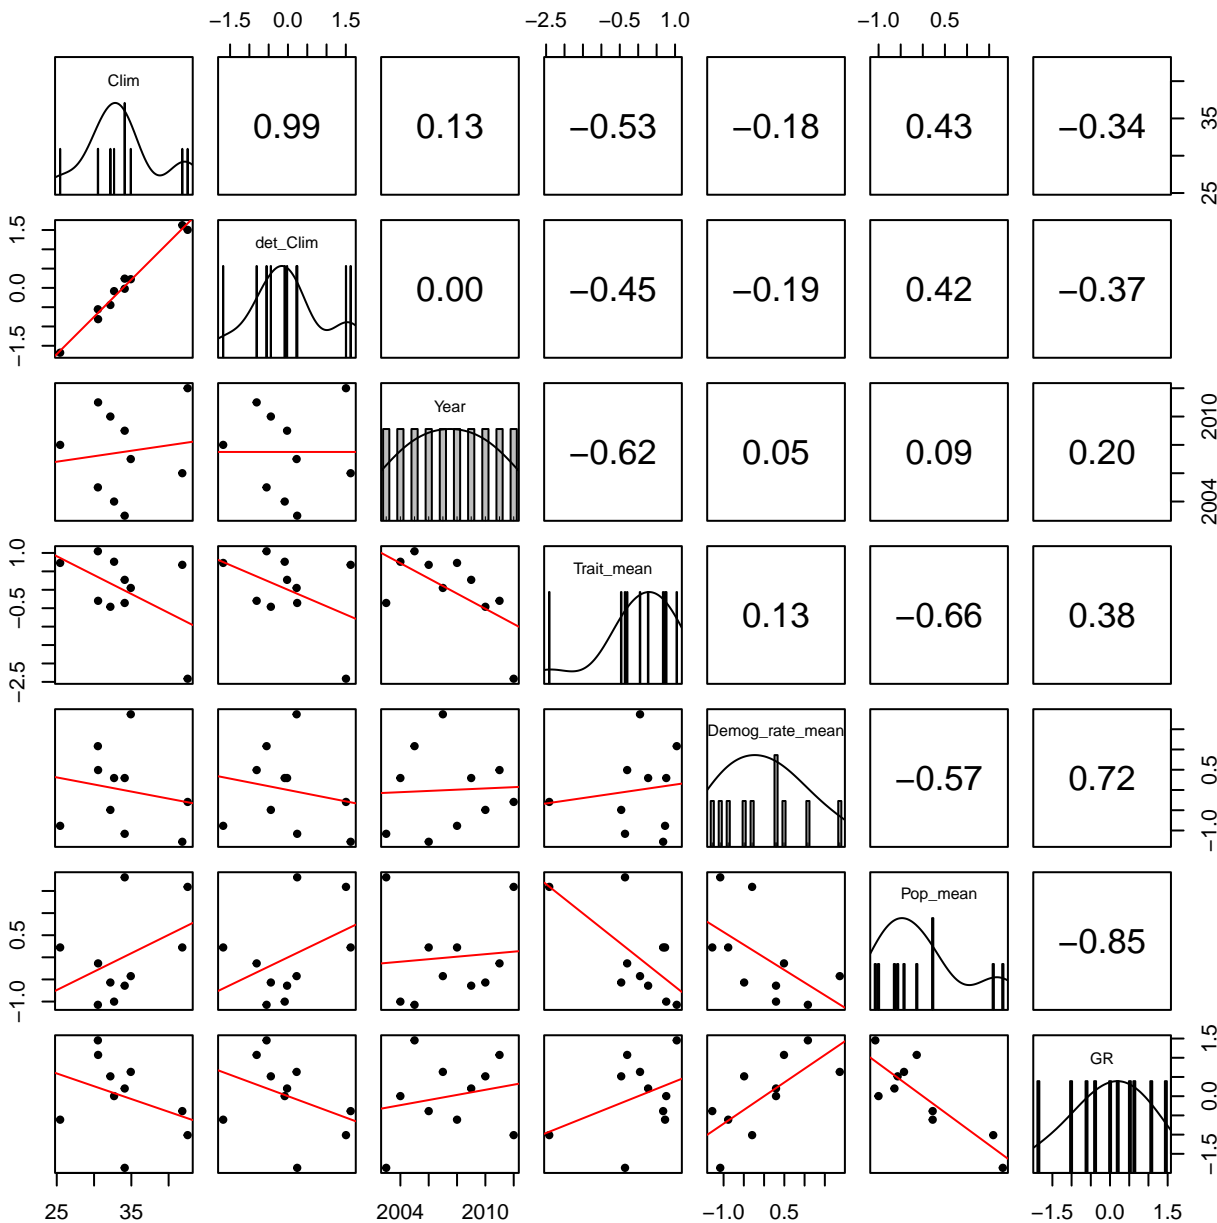 −1.5 0.0 1.5 −2.5 −0.5 1.0 −1.0 0.5
Clim 0.99 0.13 −0.53 −0.18 0.43 −0.34
25 35
−1.5 0.0 1.5
det_Clim 0.00 −0.45 −0.19 0.42 −0.37
Year −0.62 0.05 0.09 0.20
2004 2010
−2.5 −0.5 1.0
Trait_mean 0.13 −0.66 0.38
Demog_rate_mean −0.57 0.72
−1.0 0.5
−1.0 0.5
Pop_mean −0.85
GR
−1.5 0.0 1.5
25 35 2004 2010 −1.0 0.5 −1.5 0.0 1.5